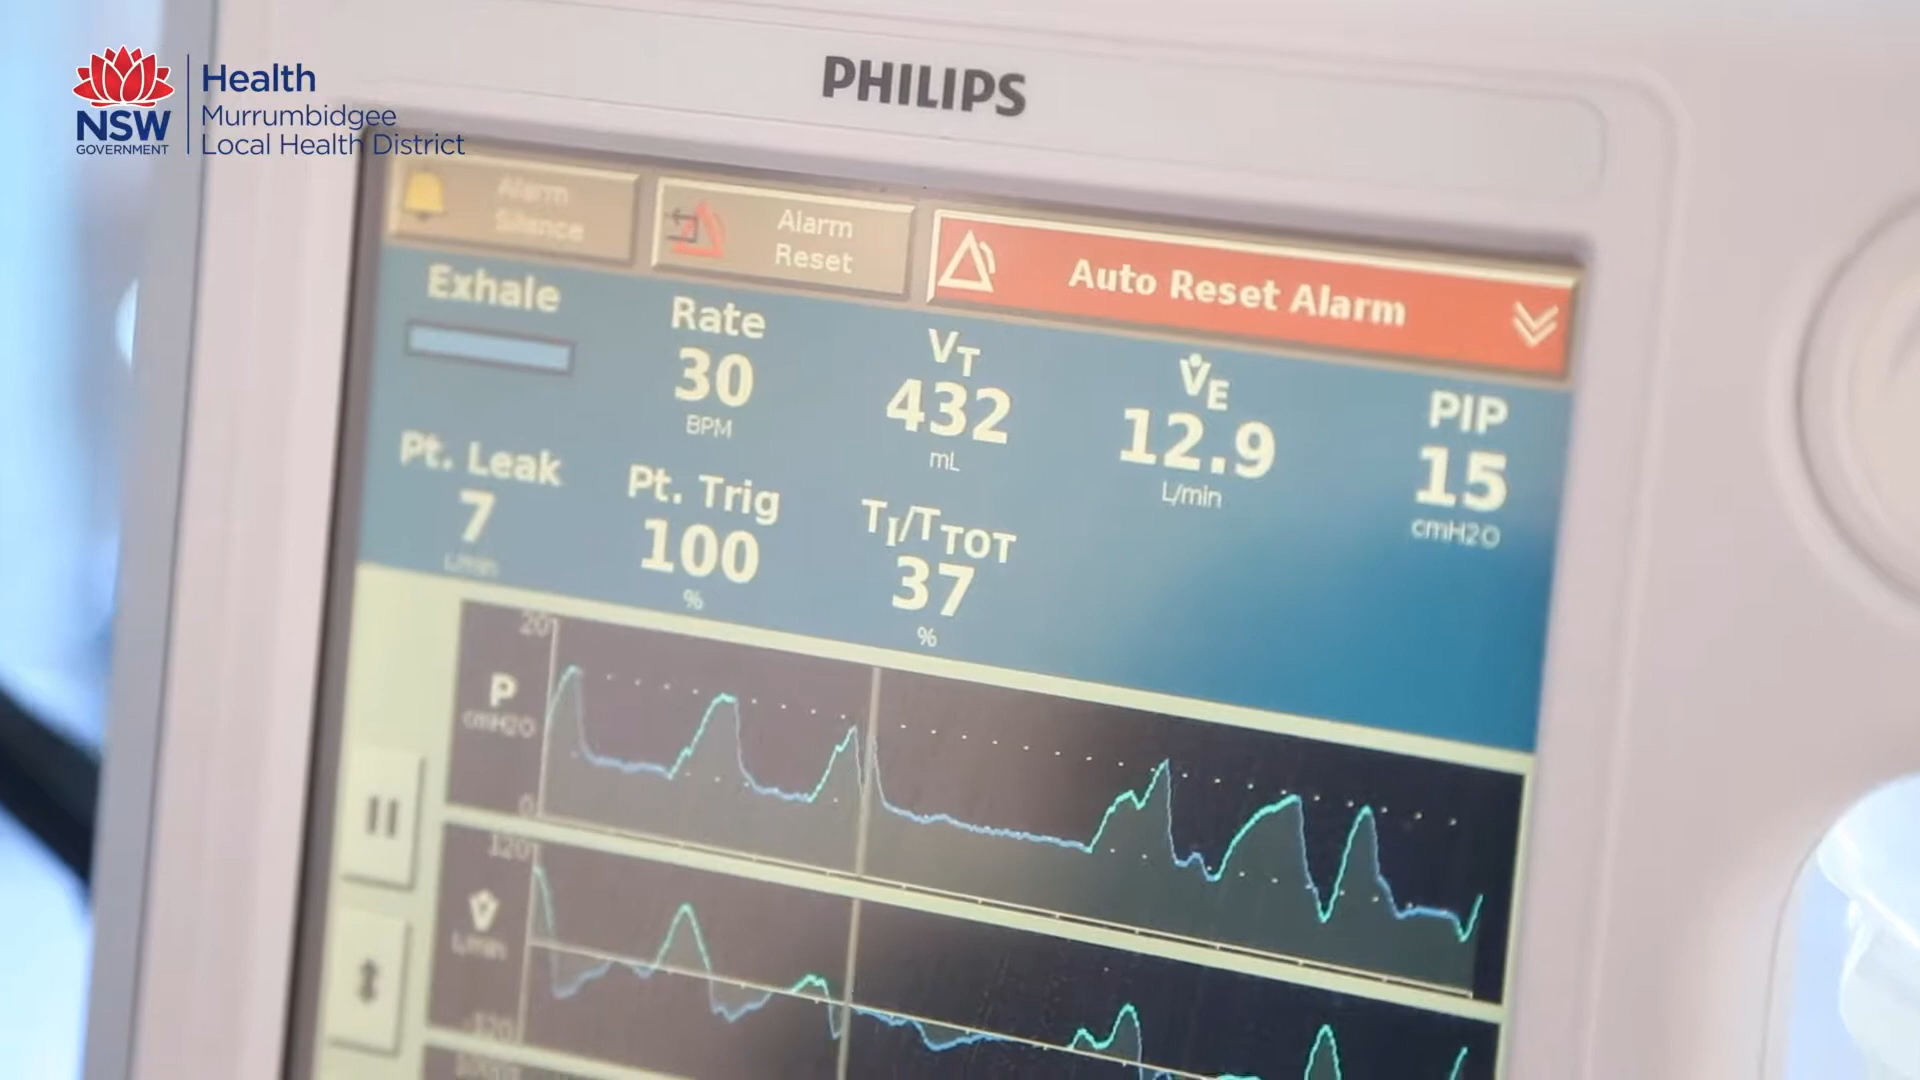 PHILIPS
Health
Murrumbidgee
Local Health District
NSW
GOVERNMENT
Alarm
Silence
Alarm
Reset
Auto Reset Alarm
Exhale
Rate
30
BPM
VT
432
mL
V̇E
12.9
L/min
PIP
15
cmH2O
Pt. Leak
7
L/min
Pt. Trig
100
%
TI/TTOT
37
%
20
P
cmH2O
0
120
V̇
L/min
-120